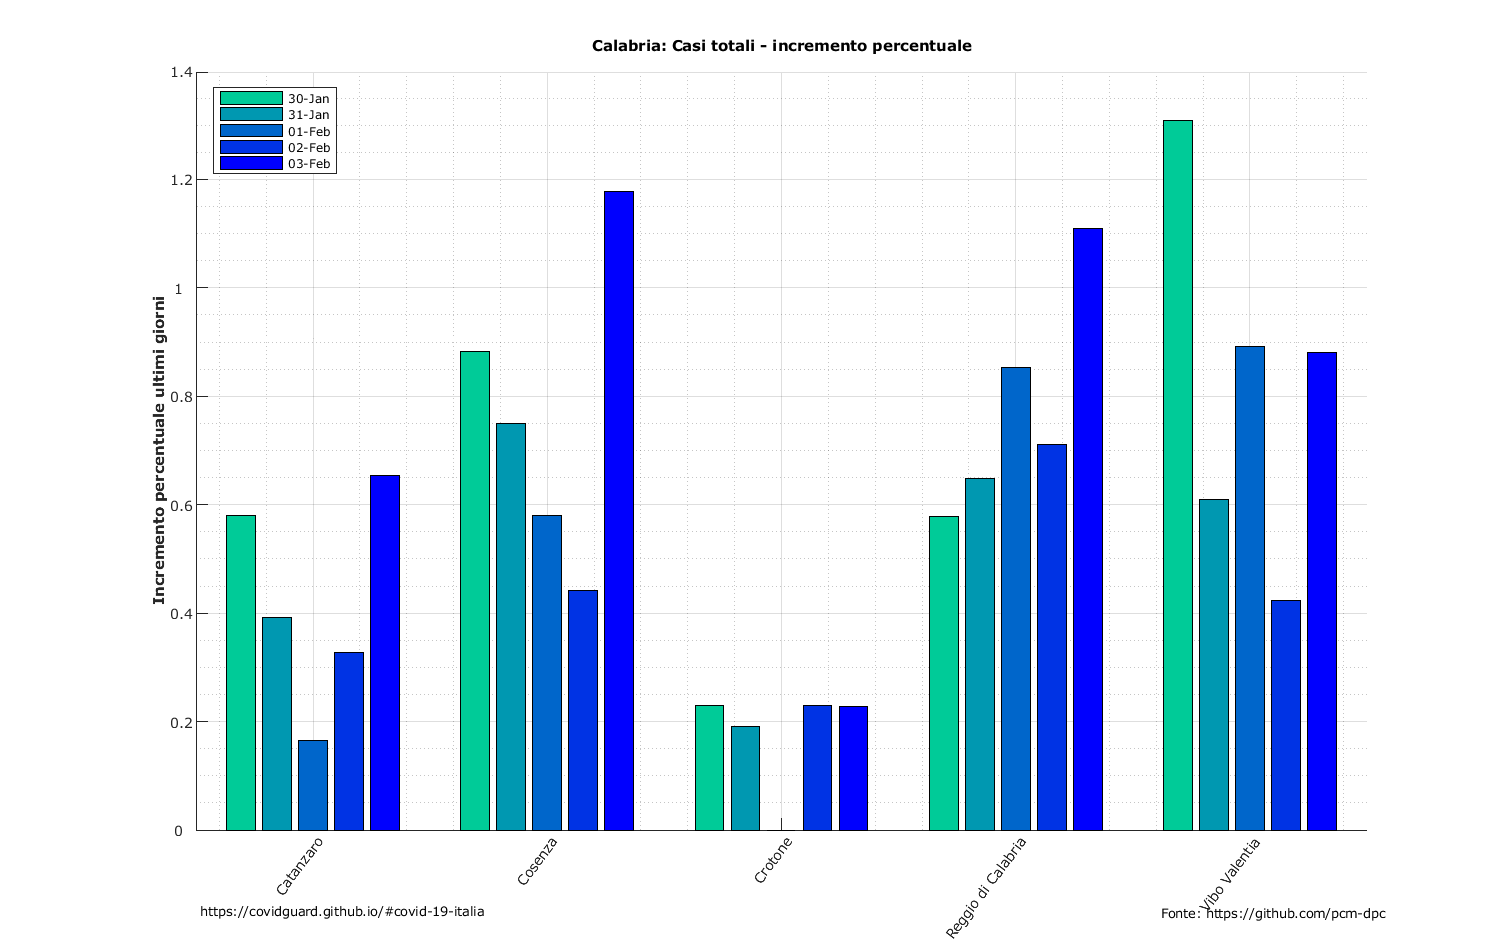 Calabria: Casi totali - incremento percentuale
Incremento percentuale ultimi giorni
1.4
1.2
1
0.8
0.6
0.4
0.2
0
30-Jan
31-Jan
01-Feb
02-Feb
03-Feb
Catanzaro
Cosenza
Crotone
Reggio di Calabria
Vibo Valentia
https://covidguard.github.io/#covid-19-italia
Fonte: https://github.com/pcm-dpc